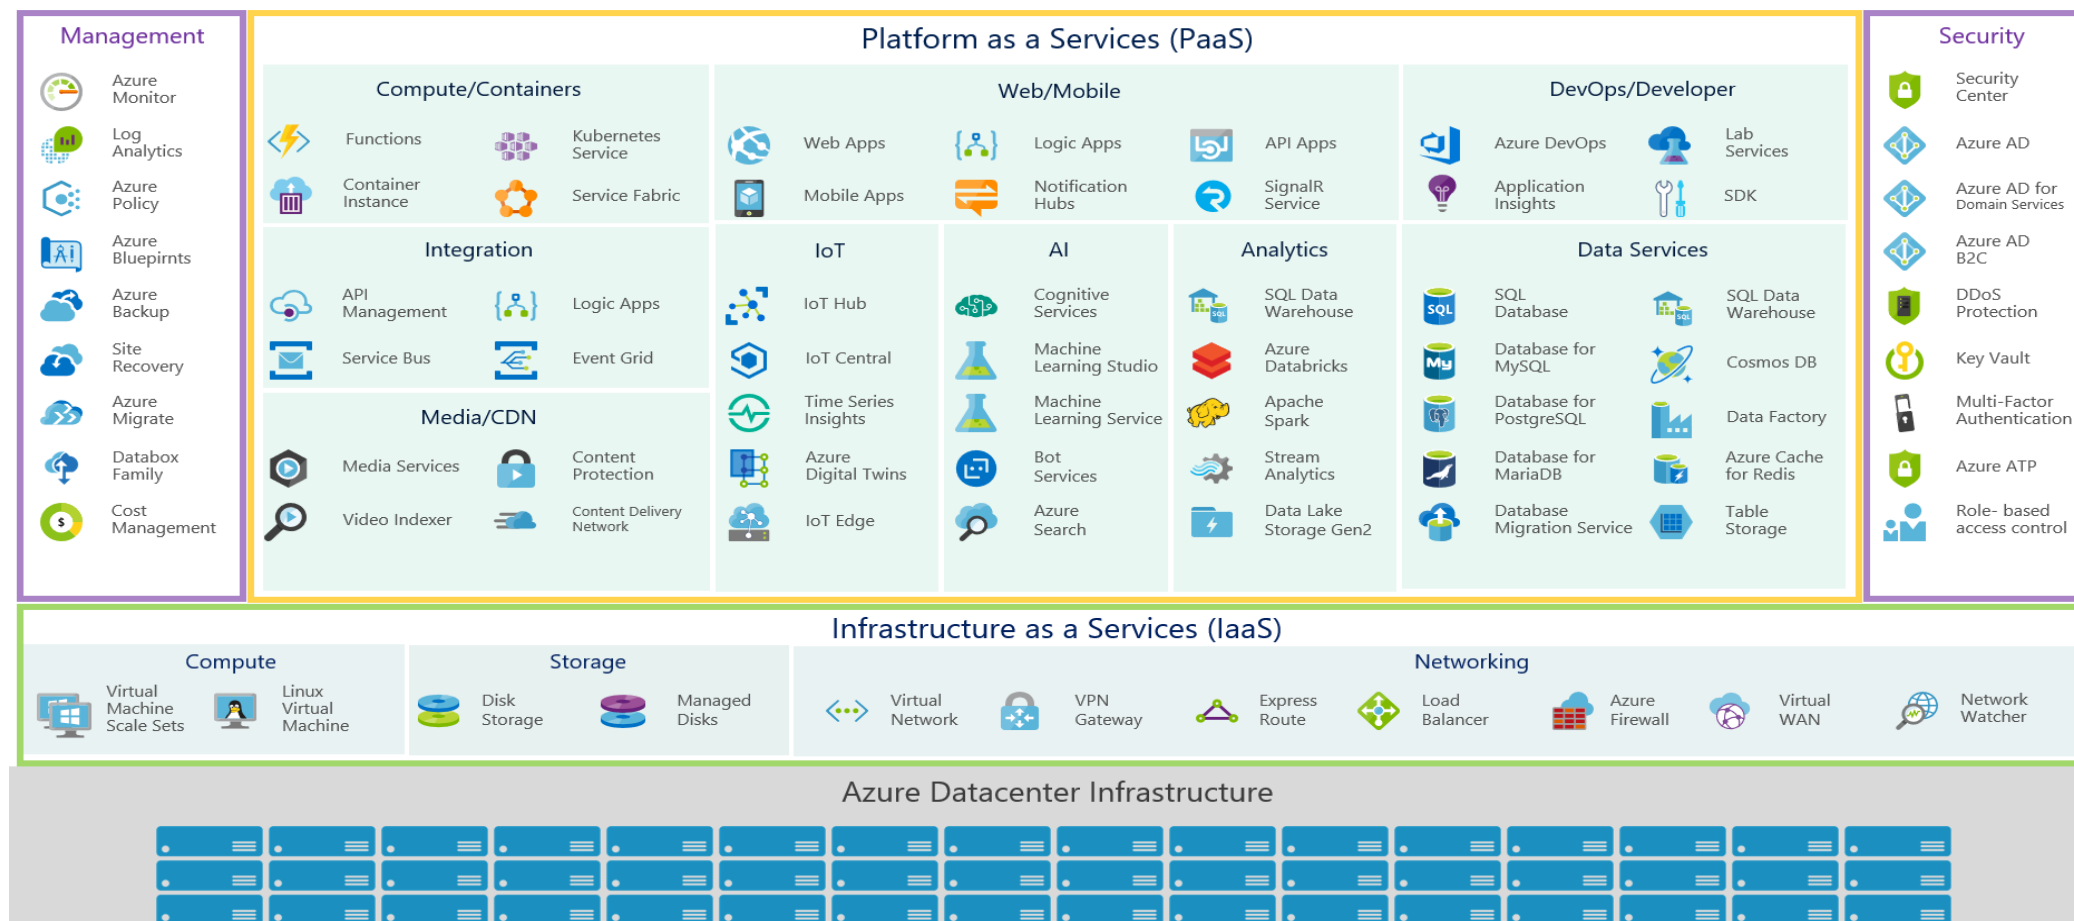 Management
Azure
Monitor
Log
Analytics
Azure
Policy
Azure
Bluepirnts
Azure
Backup
Site
Recovery
Azure
Migrate
Databox
Family
Cost
Management
Platform as a Services (PaaS)
Compute/Containers
Functions
Kubernetes
Service
Container
Instance
Service Fabric
Web/Mobile
Web Apps
Logic Apps
API Apps
Mobile Apps
Notification
Hubs
SignalR
Service
DevOps/Developer
Azure DevOps
Lab
Services
Application
Insights
SDK
Integration
API
Management
Logic Apps
Service Bus
Event Grid
Media/CDN
Media Services
Content
Protection
Video Indexer
Content Delivery
Network
IoT
IoT Hub
IoT Central
Time Series
Insights
Azure
Digital Twins
IoT Edge
AI
Cognitive
Services
Machine
Learning Studio
Machine
Learning Service
Bot
Services
Azure
Search
Analytics
SQL Data
Warehouse
SQL
Azure
Databricks
Apache
Spark
Stream
Analytics
Data Lake
Storage Gen2
Data Services
SQL
SQL
Database
SQL
SQL Data
Warehouse
My
Database for
MySQL
Cosmos DB
Database for
PostgreSQL
Data Factory
Database for
MariaDB
Azure Cache
for Redis
Database
Migration Service
Table
Storage
Security
Security
Center
Azure AD
Azure AD for
Domain Services
Azure AD
B2C
DDoS
Protection
Key Vault
Multi-Factor
Authentication
Azure ATP
Role- based
access control
Infrastructure as a Services (IaaS)
Compute
Virtual
Machine
Scale Sets
Linux
Virtual
Machine
Storage
Disk
Storage
Managed
Disks
Networking
Virtual
Network
VPN
Gateway
Express
Route
Load
Balancer
Azure
Firewall
Virtual
WAN
Network
Watcher
Azure Datacenter Infrastructure